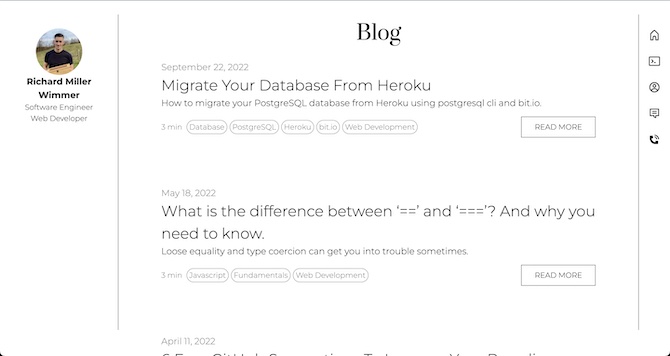 Blog
Richard Miller
Wimmer
Software Engineer
Web Developer
September 22, 2022
Migrate Your Database From Heroku
How to migrate your PostgreSQL database from Heroku using postgresql cli and bit.io.
3 min Database PostgreSQL Heroku bit.io Web Development READ MORE
May 18, 2022
What is the difference between ‘==’ and ‘===’? And why you
need to know.
Loose equality and type coercion can get you into trouble sometimes.
3 min Javascript Fundamentals Web Development READ MORE
April 11, 2022